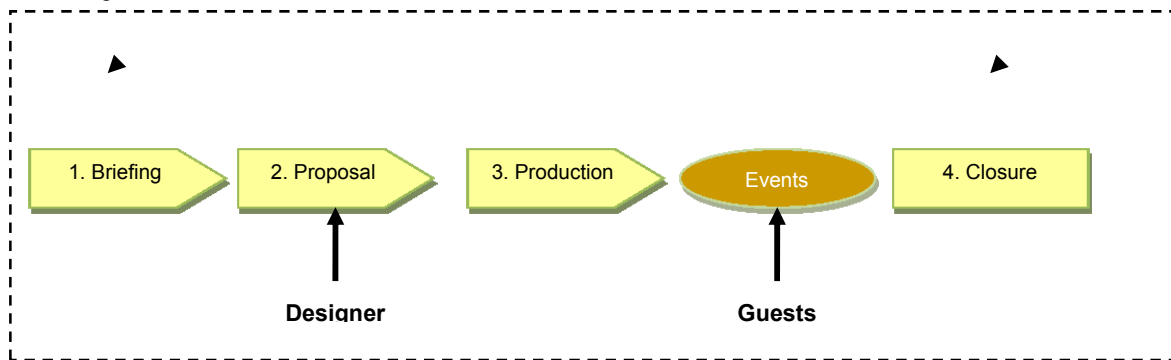 1. Briefing
2. Proposal
3. Production
Events
4. Closure
Designer
Guests